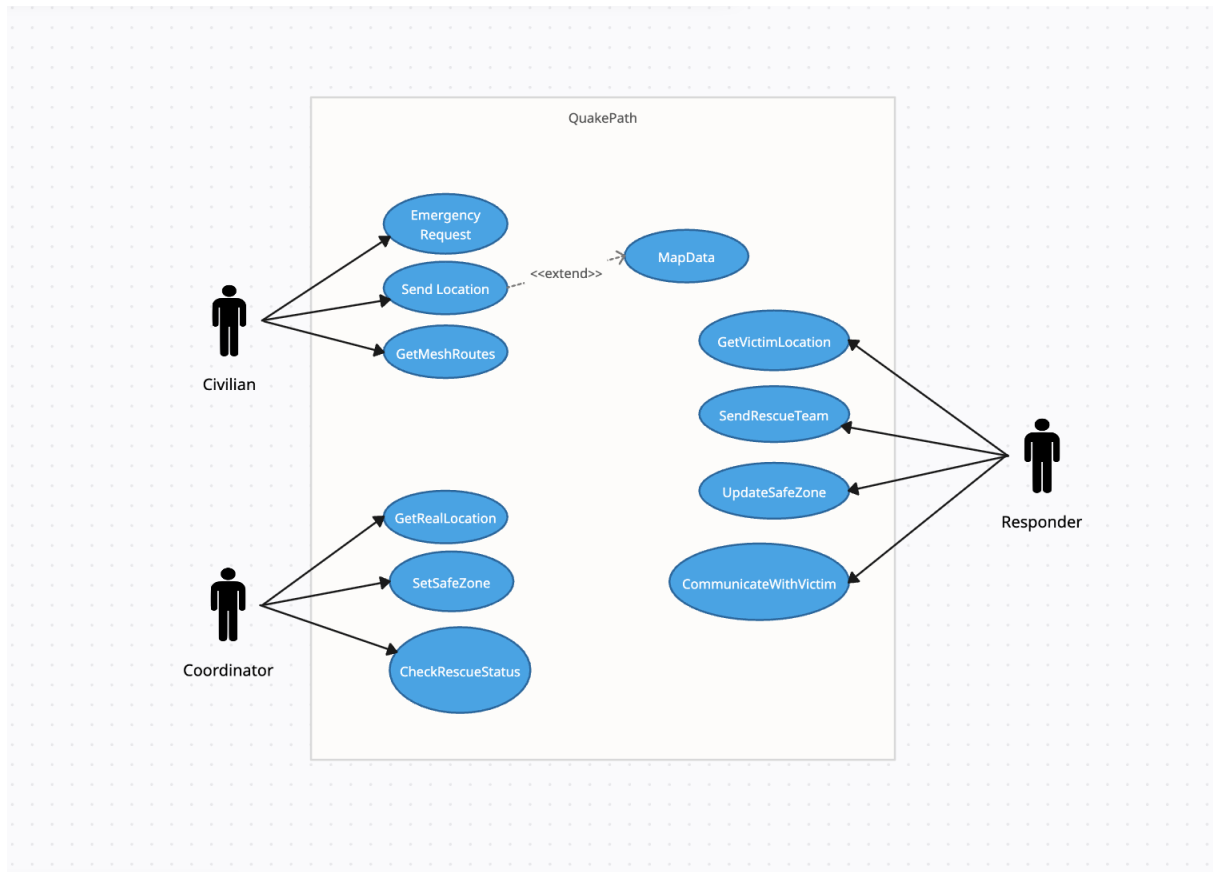 QuakePath
Emergency
Request
Send Location
<<extend>>
MapData
GetMeshRoutes
Civilian
GetVictimLocation
SendRescueTeam
UpdateSafeZone
CommunicateWithVictim
Responder
GetRealLocation
SetSafeZone
CheckRescueStatus
Coordinator